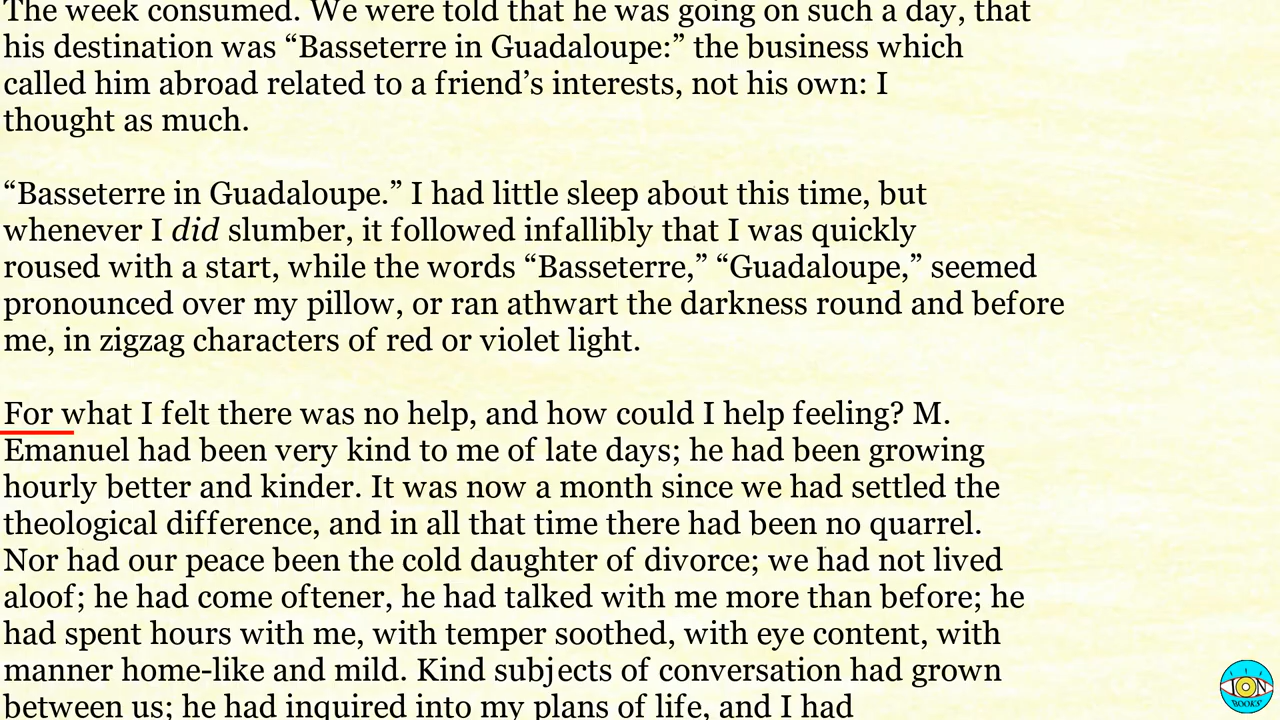 The week consumed. We were told that he was going on such a day, that
his destination was “Basseterre in Guadaloupe:” the business which
called him abroad related to a friend’s interests, not his own: I
thought as much.
“Basseterre in Guadaloupe.” I had little sleep about this time, but
whenever I did slumber, it followed infallibly that I was quickly
roused with a start, while the words “Basseterre,” “Guadaloupe,” seemed
pronounced over my pillow, or ran athwart the darkness round and before
me, in zigzag characters of red or violet light.
For what I felt there was no help, and how could I help feeling? M.
Emanuel had been very kind to me of late days; he had been growing
hourly better and kinder. It was now a month since we had settled the
theological difference, and in all that time there had been no quarrel.
Nor had our peace been the cold daughter of divorce; we had not lived
aloof; he had come oftener, he had talked with me more than before; he
had spent hours with me, with temper soothed, with eye content, with
manner home-like and mild. Kind subjects of conversation had grown
between us; he had inquired into my plans of life, and I had
ION
BOOKS